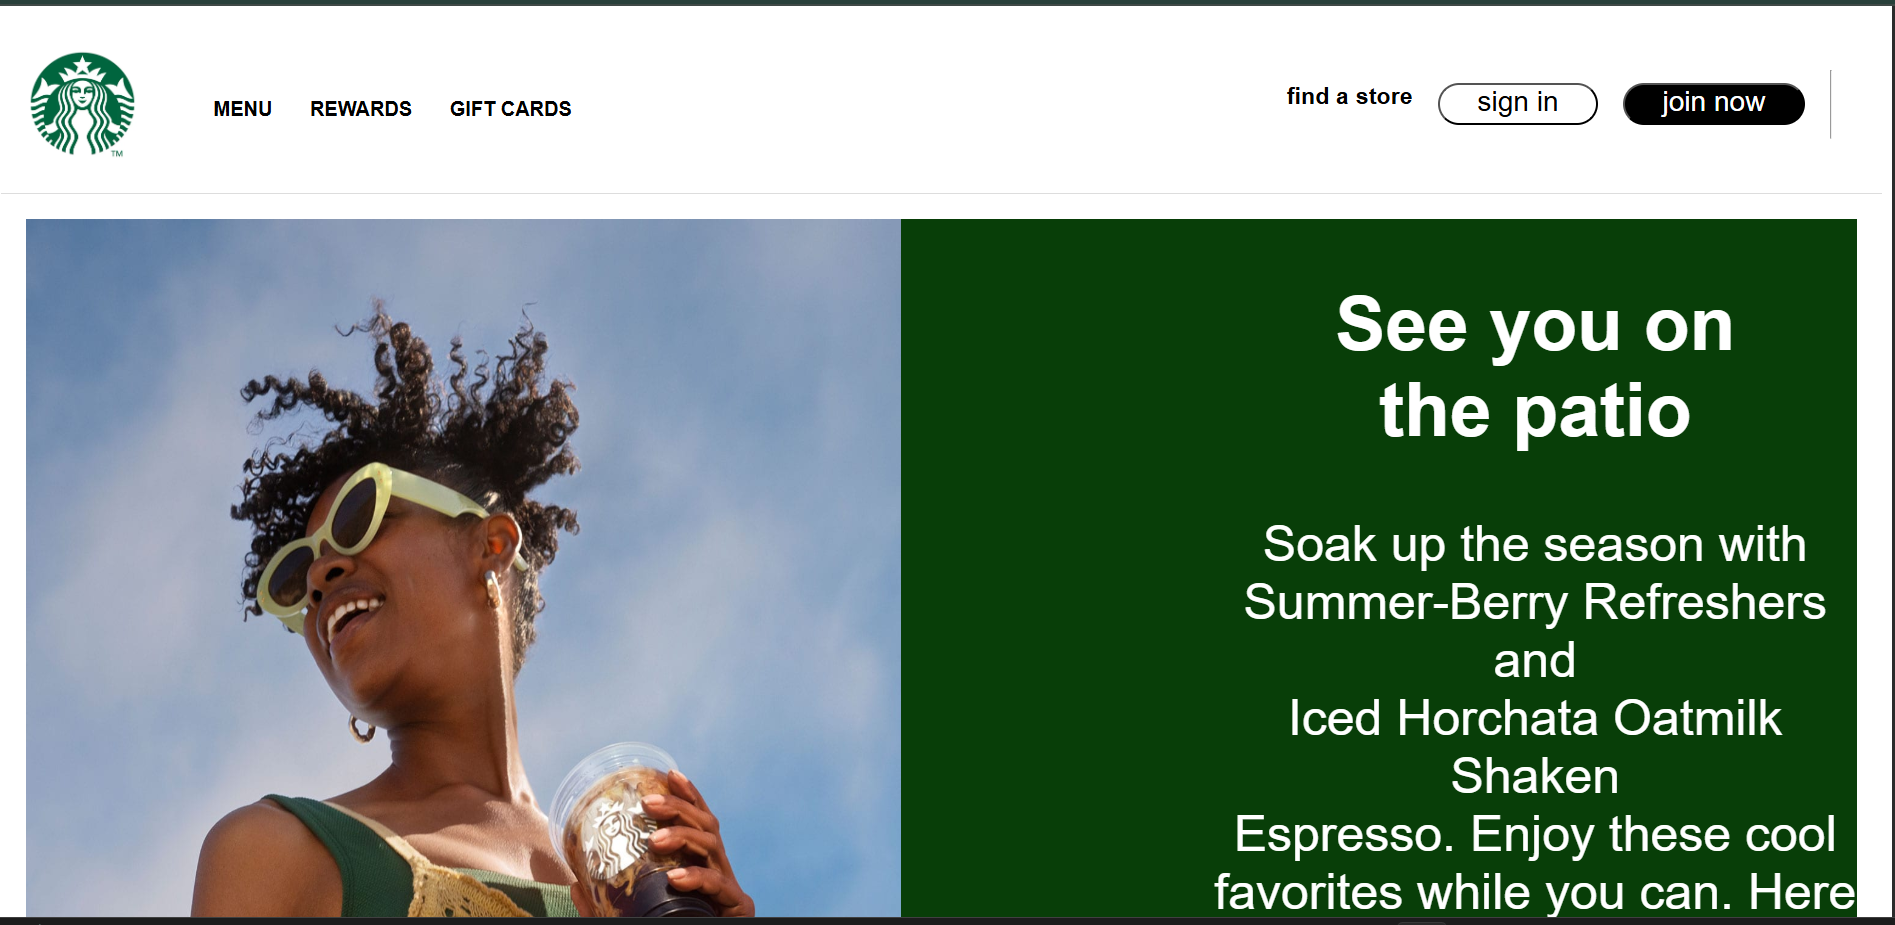 MENU REWARDS GIFT CARDS find a store sign in join now
TM
See you on
the patio
Soak up the season with
Summer-Berry Refreshers
and
Iced Horchata Oatmilk
Shaken
Espresso. Enjoy these cool
favorites while you can. Here